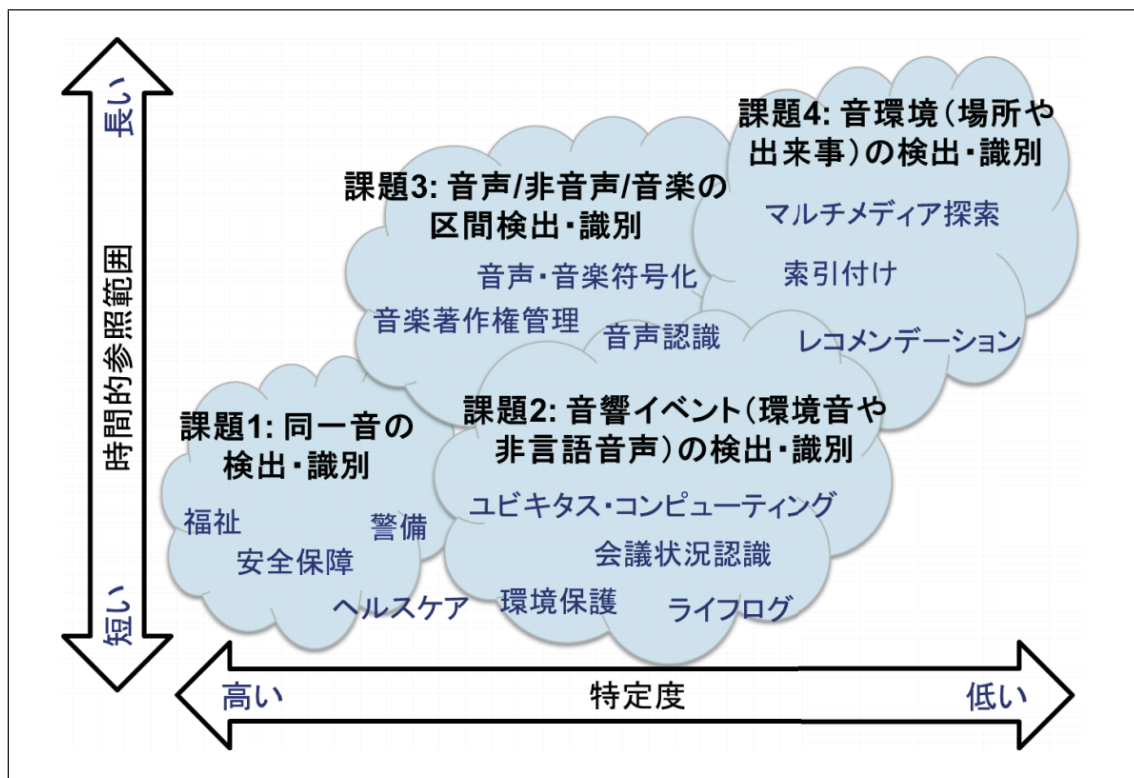 長い
時間的参照範囲
短い
課題4: 音環境(場所や
出来事)の検出・識別
マルチメディア探索
索引付け
レコメンデーション
課題3: 音声/非音声/音楽の
区間検出・識別
音声・音楽符号化
音楽著作権管理
音声認識
課題1: 同一音の
検出・識別
福祉
警備
安全保障
ヘルスケア
課題2: 音響イベント(環境音や
非言語音声)の検出・識別
ユビキタス・コンピューティング
会議状況認識
環境保護
ライフログ
高い
特定度
低い